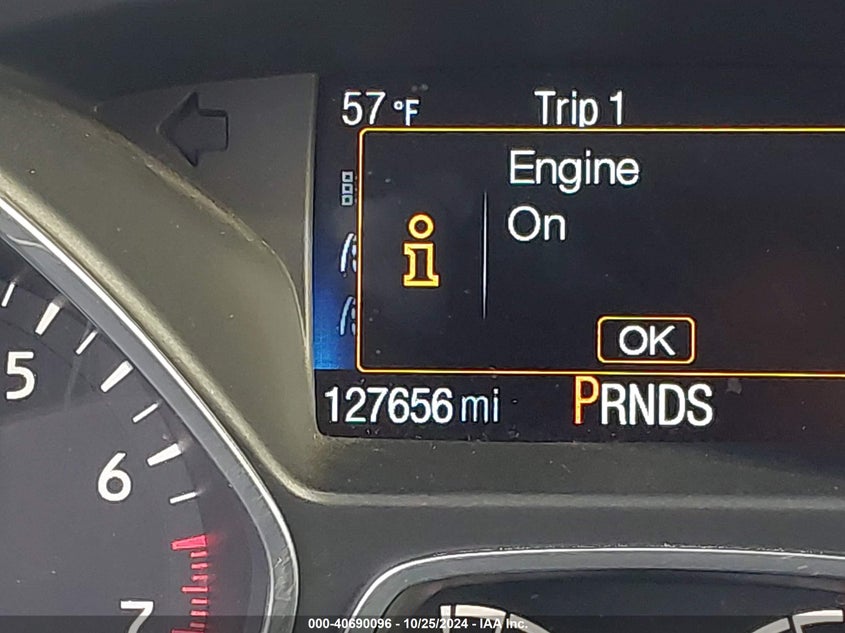 57 °F Trip 1
Engine
On
OK
127656 mi PRNDS
5
6
7
000-40690096 - 10/25/2024 - IAA Inc.